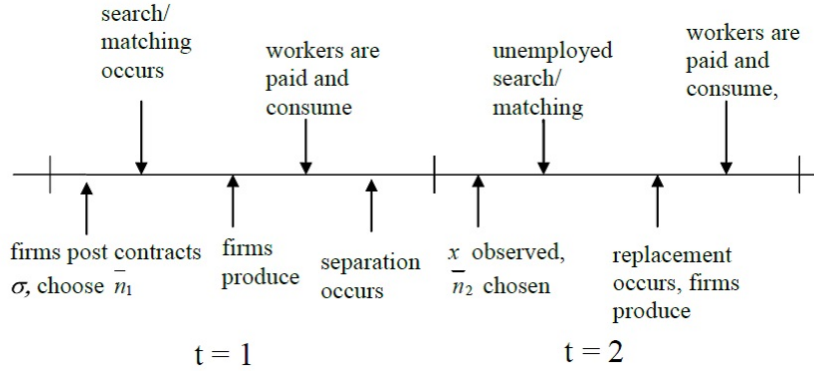 search/
matching
occurs
workers are
paid and
consume
unemployed
search/
matching
workers are
paid and
consume,
firms post contracts
σ, choose n̅₁
firms
produce
separation
occurs
x observed,
n̅₂ chosen
replacement
occurs, firms
produce
t = 1
t = 2